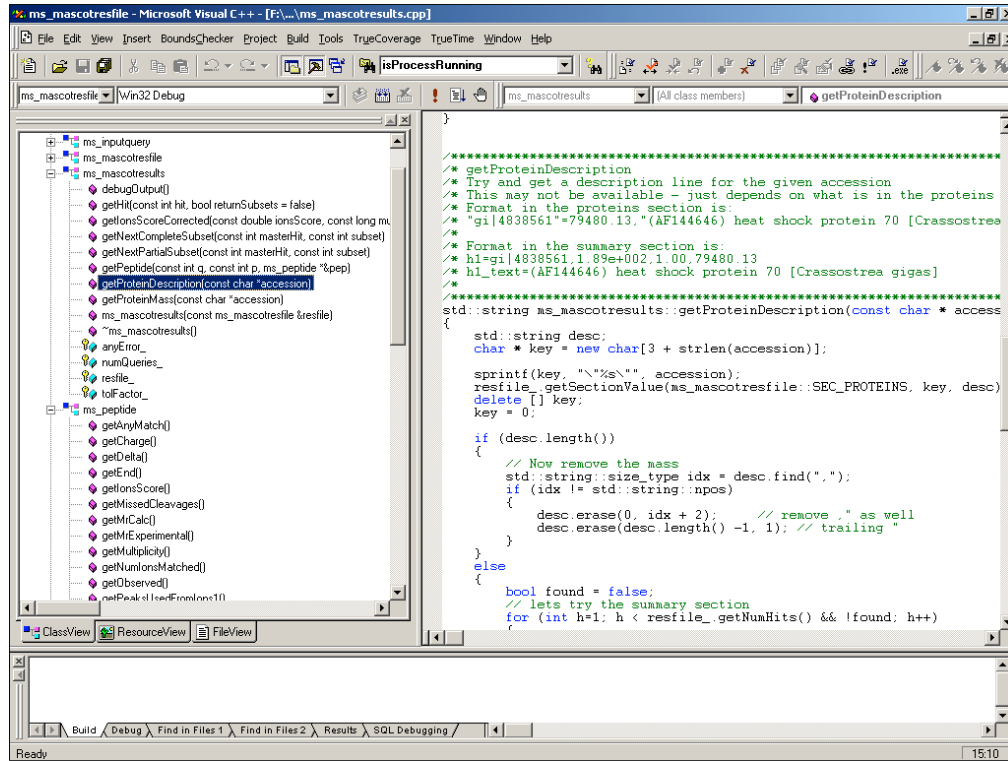 ms_mascotresfile - Microsoft Visual C++ - [F:\...\ms_mascotresults.cpp]
File Edit View Insert BoundsChecker Project Build Tools TrueCoverage TrueTime Window Help
isProcessRunning
.exe
ms_mascotresfile Win32 Debug ms_mascotresults (All class members) getProteinDescription
ms_inputquery
ms_mascotresfile
ms_mascotresults
debugOutput()
getHit(const int hit, bool returnSubsets = false)
getIonsScoreCorrected(const double ionsScore, const long mu
getNextCompleteSubset(const int masterHit, const int subset)
getNextPartialSubset(const int masterHit, const int subset)
getPeptide(const int q, const int p, ms_peptide *&pep)
getProteinDescription(const char *accession)
getProteinMass(const char *accession)
ms_mascotresults(const ms_mascotresfile &resfile)
~ms_mascotresults()
anyError_
numQueries_
resfile_
tolFactor_
ms_peptide
getAnyMatch()
getCharge()
getDelta()
getEnd()
getIonsScore()
getMissedCleavages()
getMrCalc()
getMrExperimental()
getMultiplicity()
getNumIonsMatched()
getObserved()
getPeaksUsedFromIons1()
ClassView ResourceView FileView
}
/**********************************************************************
/* getProteinDescription
/* Try and get a description line for the given accession
/* This may not be available - just depends on what is in the proteins
/* Format in the proteins section is:
/* "gi|4838561"=79480.13,"(AF144646) heat shock protein 70 [Crassostrea
/*
/* Format in the summary section is:
/* h1=gi|4838561,1.89e+002,1.00,79480.13
/* h1_text=(AF144646) heat shock protein 70 [Crassostrea gigas]
/*
/**********************************************************************
std::string ms_mascotresults::getProteinDescription(const char * access
{
    std::string desc;
    char * key = new char[3 + strlen(accession)];
    sprintf(key, "\"%s\"", accession);
    resfile_.getSectionValue(ms_mascotresfile::SEC_PROTEINS, key, desc)
    delete [] key;
    key = 0;
    if (desc.length())
    {
        // Now remove the mass
        std::string::size_type idx = desc.find(",");
        if (idx != std::string::npos)
        {
            desc.erase(0, idx + 2);     // remove ," as well
            desc.erase(desc.length() -1, 1); // trailing "
        }
    }
    else
    {
        bool found = false;
        // lets try the summary section
        for (int h=1; h < resfile_.getNumHits() && !found; h++)
        {
Build Debug Find in Files 1 Find in Files 2 Results SQL Debugging
Ready 15:10